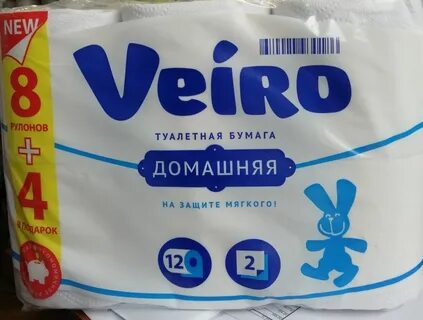 NEW
8
РУЛОНОВ
+
4
В ПОДАРОК
Veiro
ТУАЛЕТНАЯ БУМАГА
ДОМАШНЯЯ
НА ЗАЩИТЕ МЯГКОГО!
12
2